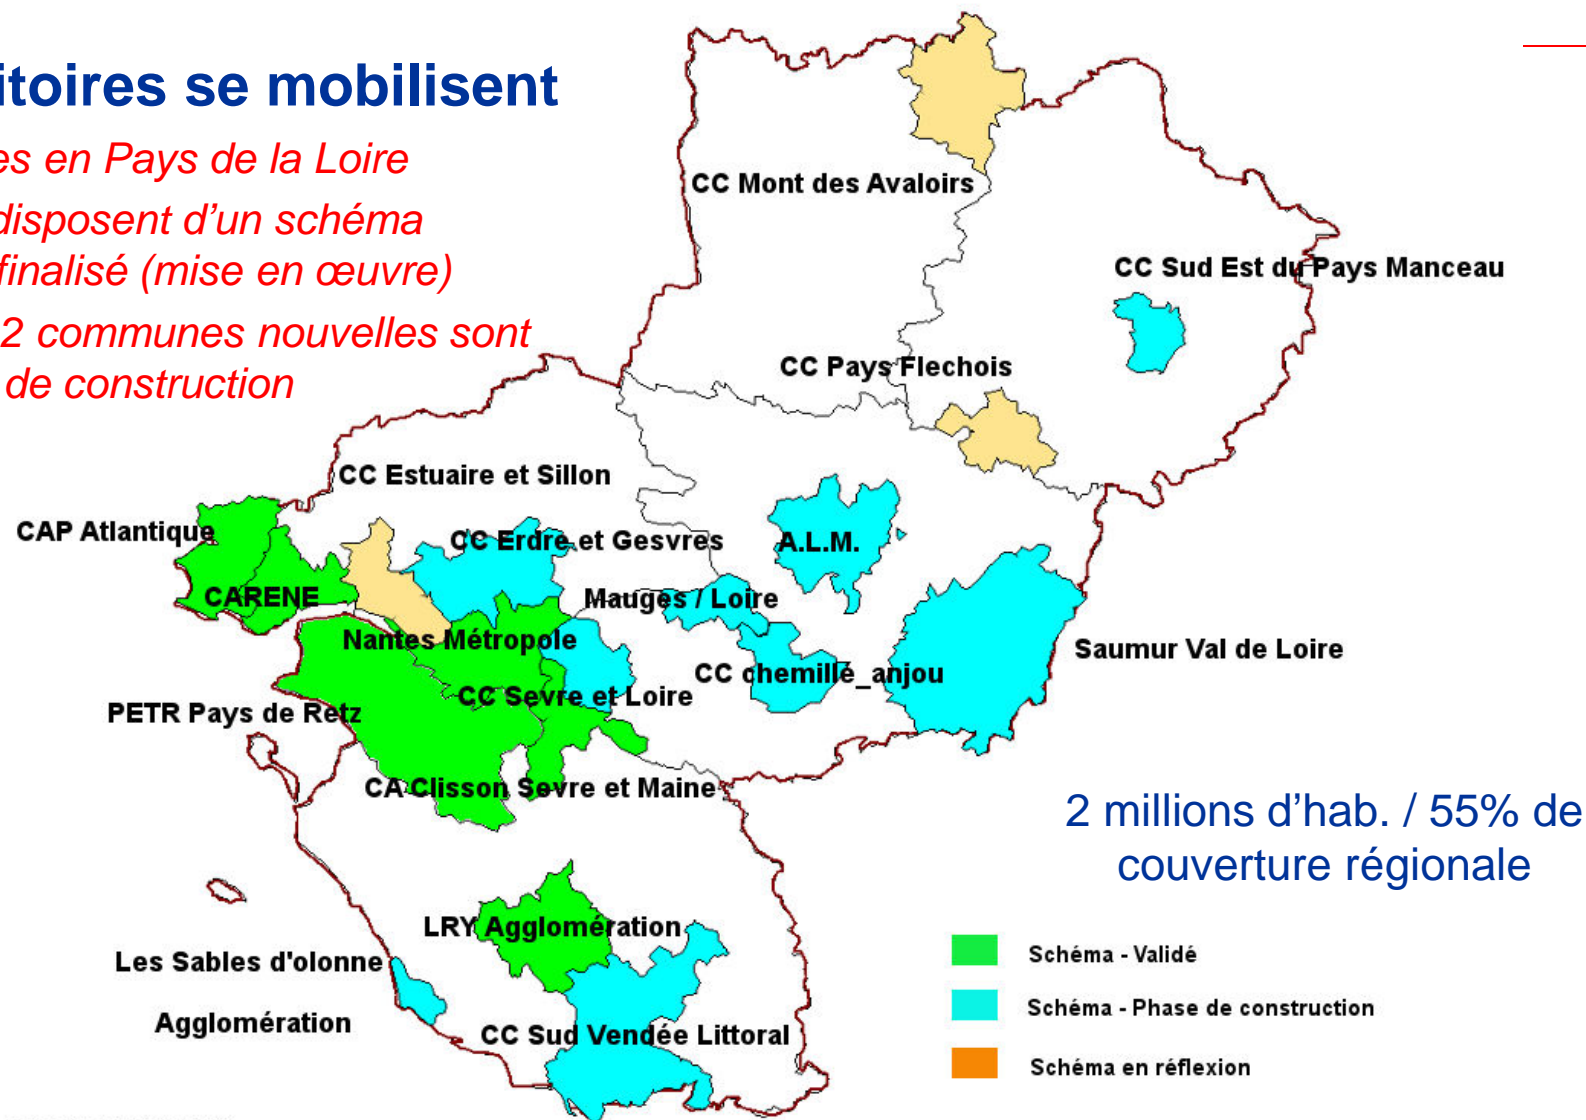 itoires se mobilisent
es en Pays de la Loire
disposent d'un schéma
finalisé (mise en œuvre)
2 communes nouvelles sont
de construction
CC Mont des Avaloirs
CC Sud Est du Pays Manceau
CC Pays Flechois
CC Estuaire et Sillon
CAP Atlantique
CC Erdre et Gesvres
A.L.M.
CARENE
Mauges / Loire
Nantes Métropole
Saumur Val de Loire
CC chemillé_anjou
CC Sevre et Loire
PETR Pays de Retz
CA Clisson Sevre et Maine
2 millions d'hab. / 55% de
couverture régionale
LRY Agglomération
Les Sables d'olonne
Agglomération
CC Sud Vendée Littoral
Schéma - Validé
Schéma - Phase de construction
Schéma en réflexion